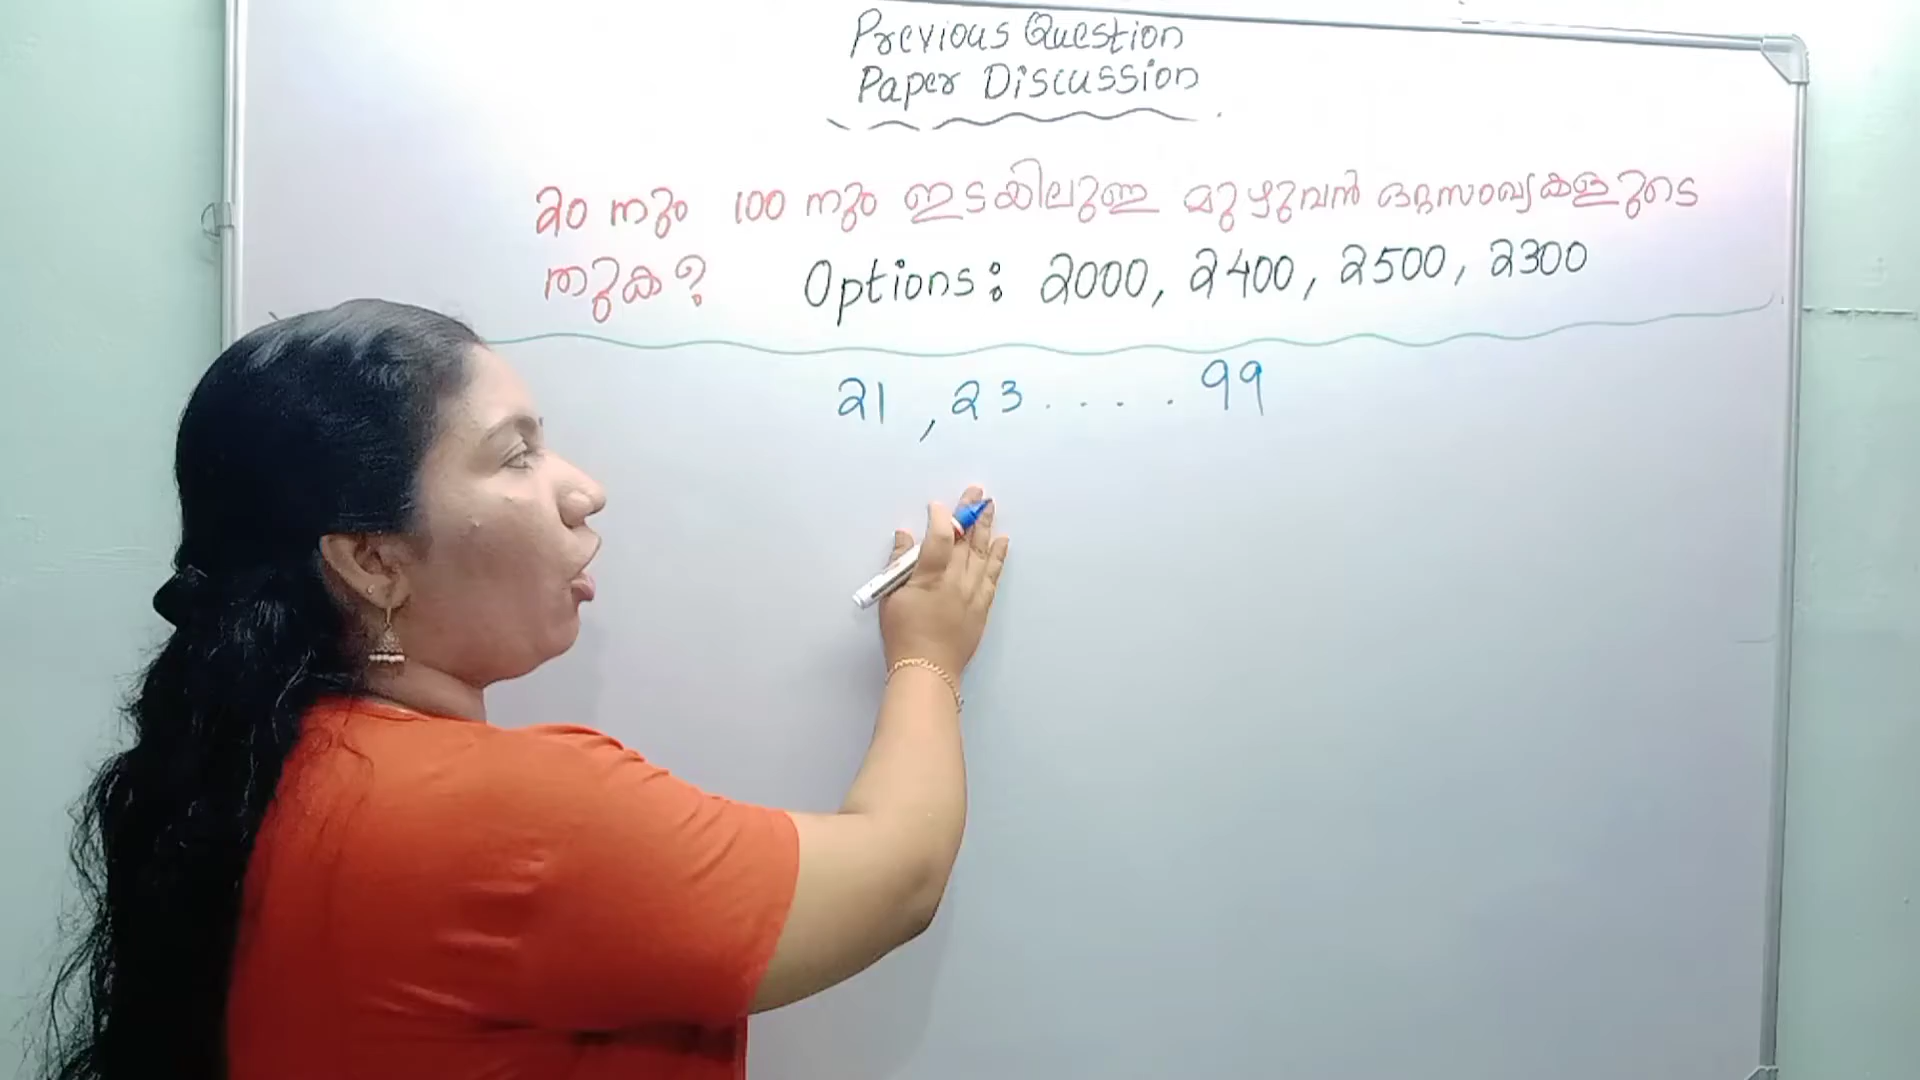 Previous Question
Paper Discussion
20 നും 100 നും ഇടയിലുള്ള മുഴുവൻ ഒറ്റസംഖ്യകളുടെ
തുക?  Options: 2000, 2400, 2500, 2300
21 , 23 . . . . . 99